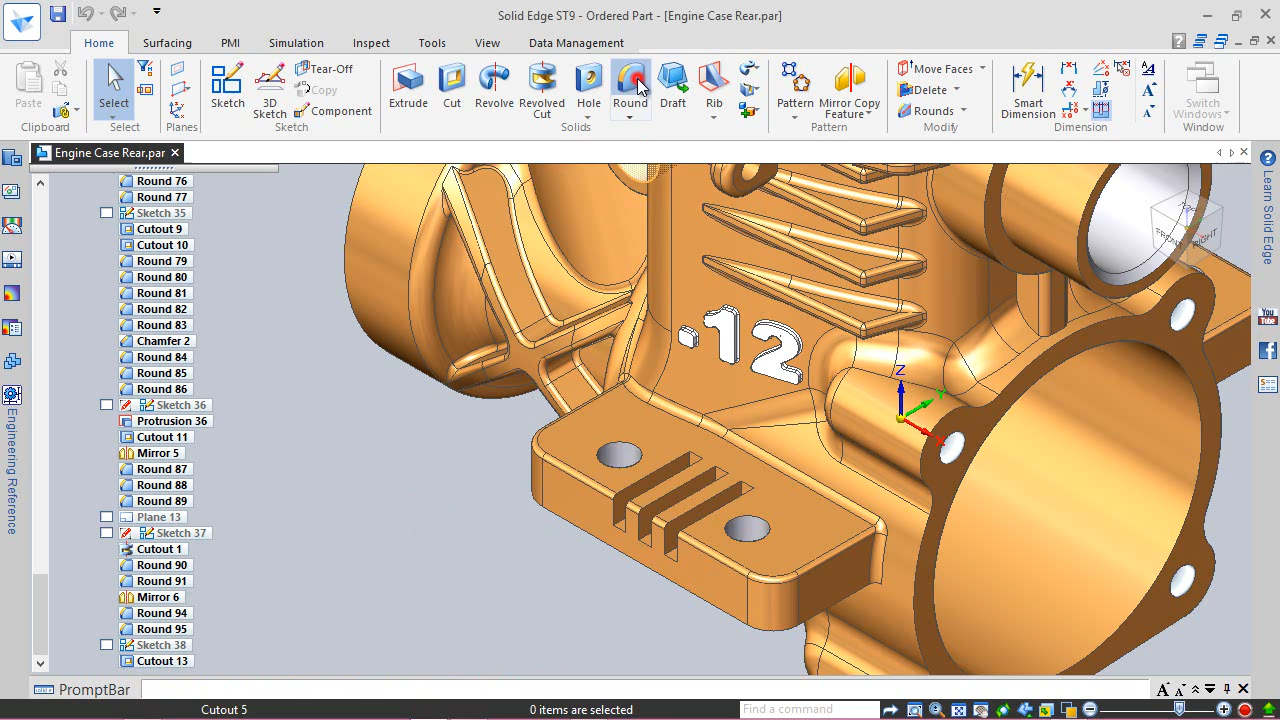 Solid Edge ST9 - Ordered Part - [Engine Case Rear.par]
Home Surfacing PMI Simulation Inspect Tools View Data Management
Paste
Clipboard
Select
Select
Planes
Sketch
3D Sketch
Tear-Off
Copy
Component
Sketch
Extrude
Cut
Revolve
Revolved Cut
Hole
Round
Draft
Rib
Solids
Pattern
Mirror Copy Feature
Pattern
Move Faces
Delete
Rounds
Modify
Smart Dimension
Dimension
Switch Windows
Window
Engine Case Rear.par
Round 76
Round 77
Sketch 35
Cutout 9
Cutout 10
Round 79
Round 80
Round 81
Round 82
Round 83
Chamfer 2
Round 84
Round 85
Round 86
Sketch 36
Protrusion 36
Cutout 11
Mirror 5
Round 87
Round 88
Round 89
Plane 13
Sketch 37
Cutout 1
Round 90
Round 91
Mirror 6
Round 94
Round 95
Sketch 38
Cutout 13
Engineering Reference
-12
Z
Y
X
FRONT
RIGHT
Learn Solid Edge
You Tube
PromptBar
Cutout 5
0 items are selected
Find a command